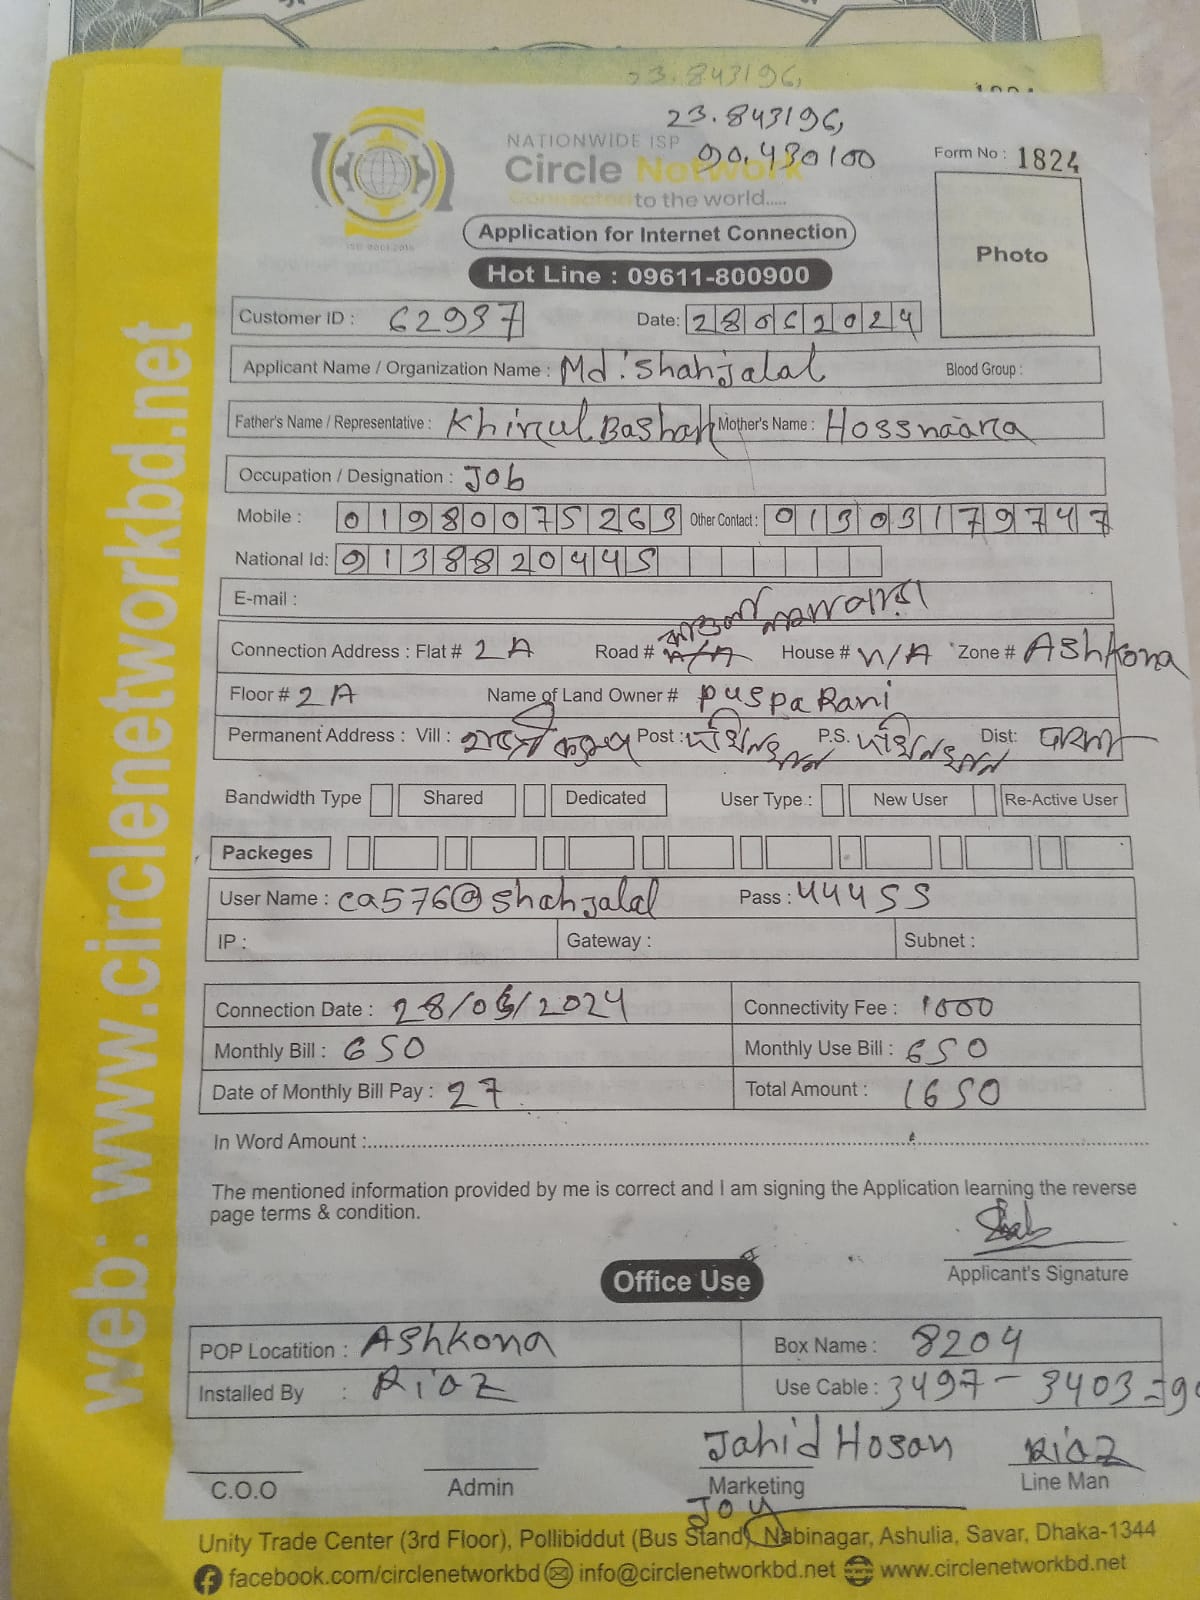 23.843196,
23.843196,
90.430100
NATIONWIDE ISP
Circle Network
Connected to the world.....
ISO 9001:2015
Form No : 1824
Photo
Application for Internet Connection
Hot Line : 09611-800900
Customer ID : 62937 Date: 28062024
Applicant Name / Organization Name : Md. Shahjalal Blood Group :
Father's Name / Representative : Khirul Bashar Mother's Name : Hossnaara
Occupation / Designation : Job
Mobile : 01980075263 Other Contact : 01303179747
National Id: 9138820445
E-mail :
Connection Address : Flat # 2A Road # N/A House # N/A Zone # Ashkona
Floor # 2A Name of Land Owner # puspa Rani
Permanent Address : Vill : Post : P.S. Dist:
Bandwidth Type Shared Dedicated User Type : New User Re-Active User
Packeges
User Name : ca576@shahjalal Pass : 44455
IP : Gateway : Subnet :
Connection Date : 28/06/2024 Connectivity Fee : 1000
Monthly Bill : 650 Monthly Use Bill : 650
Date of Monthly Bill Pay : 27 Total Amount : 1650
In Word Amount :
The mentioned information provided by me is correct and I am signing the Application learning the reverse
page terms & condition.
Applicant's Signature
Office Use
POP Locatition : Ashkona Box Name : 8204
Installed By : Riaz Use Cable : 3497 - 3403 =
Jahid Hosan Riaz
C.O.O Admin Marketing Line Man
Joy
Unity Trade Center (3rd Floor), Pollibiddut (Bus Stand), Nabinagar, Ashulia, Savar, Dhaka-1344
facebook.com/circlenetworkbd info@circlenetworkbd.net www.circlenetworkbd.net
web: www.circlenetworkbd.net